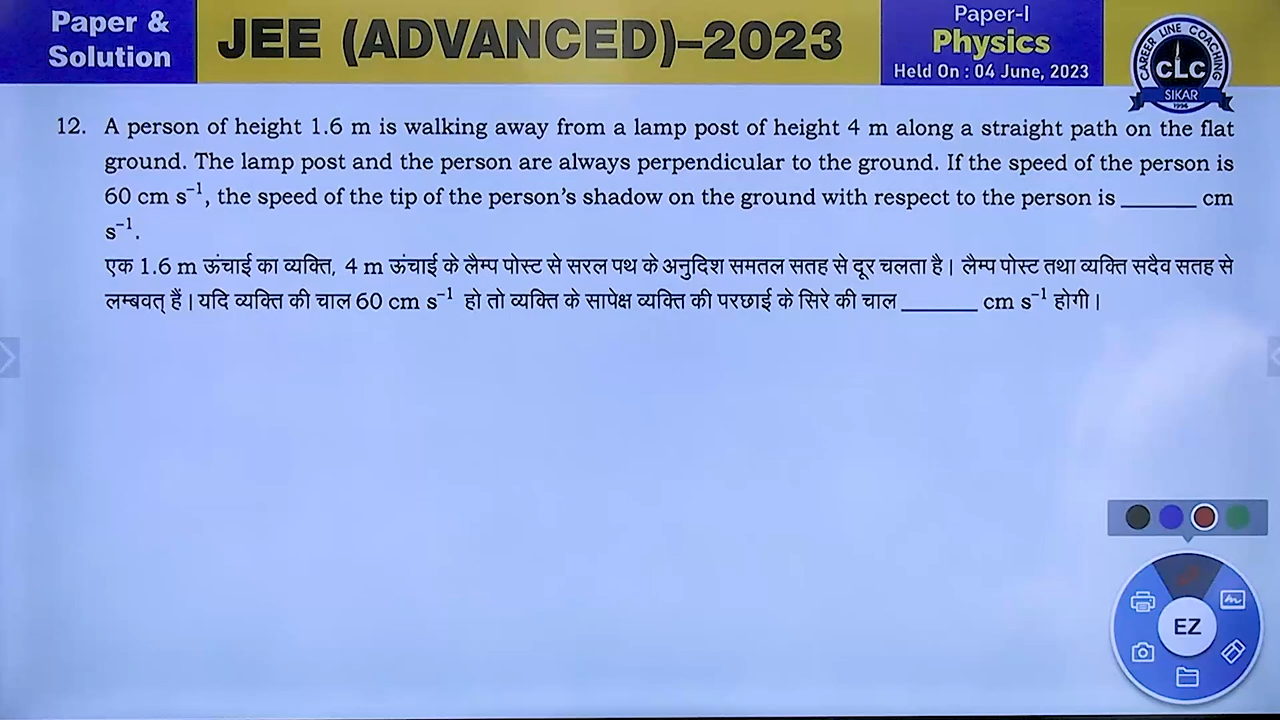 Paper &
Solution
JEE (ADVANCED)–2023
Paper-I
Physics
Held On : 04 June, 2023
CAREER LINE COACHING
CLC
SIKAR
1996
12. A person of height 1.6 m is walking away from a lamp post of height 4 m along a straight path on the flat
ground. The lamp post and the person are always perpendicular to the ground. If the speed of the person is
60 cm s⁻¹, the speed of the tip of the person's shadow on the ground with respect to the person is ______ cm
s⁻¹.
एक 1.6 m ऊंचाई का व्यक्ति, 4 m ऊंचाई के लैम्प पोस्ट से सरल पथ के अनुदिश समतल सतह से दूर चलता है। लैम्प पोस्ट तथा व्यक्ति सदैव सतह से
लम्बवत् हैं। यदि व्यक्ति की चाल 60 cm s⁻¹ हो तो व्यक्ति के सापेक्ष व्यक्ति की परछाई के सिरे की चाल ______ cm s⁻¹ होगी।
EZ